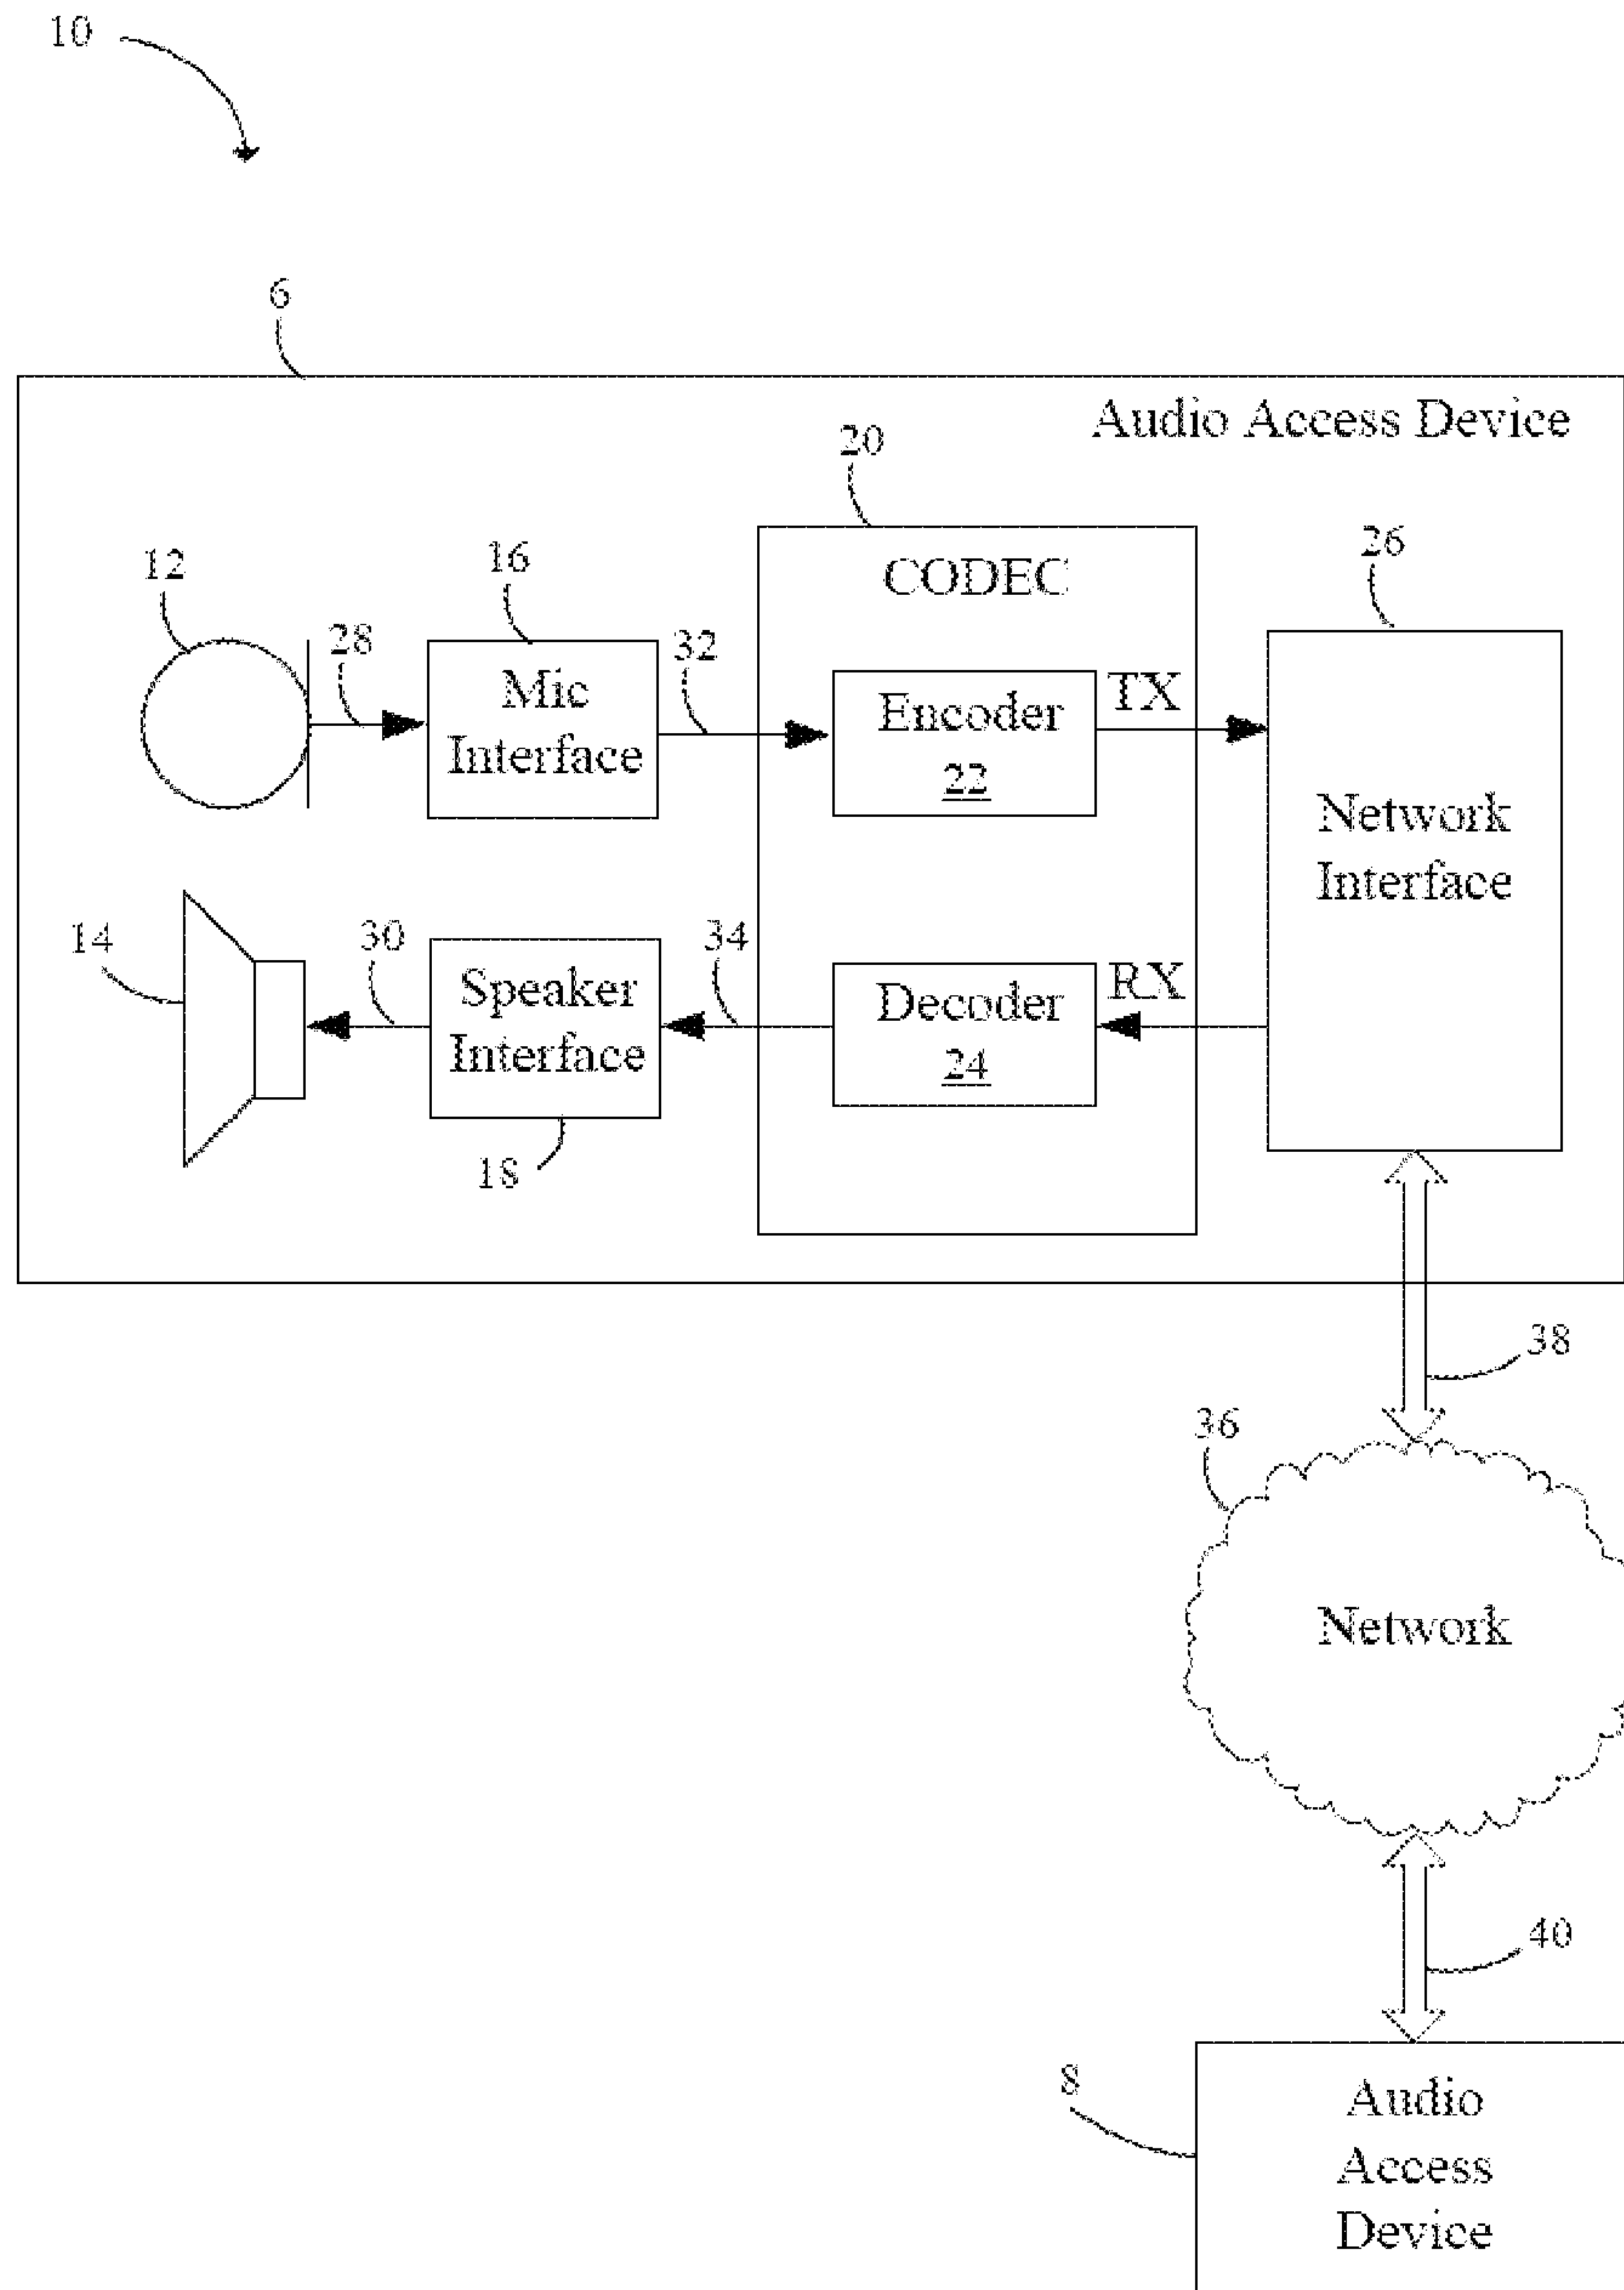 10
6
Audio Access Device
20
CODEC
26
12
28
16
Mic
Interface
32
Encoder
22
TX
Network
Interface
14
30
Speaker
Interface
18
34
Decoder
24
RX
38
36
Network
40
8
Audio
Access
Device